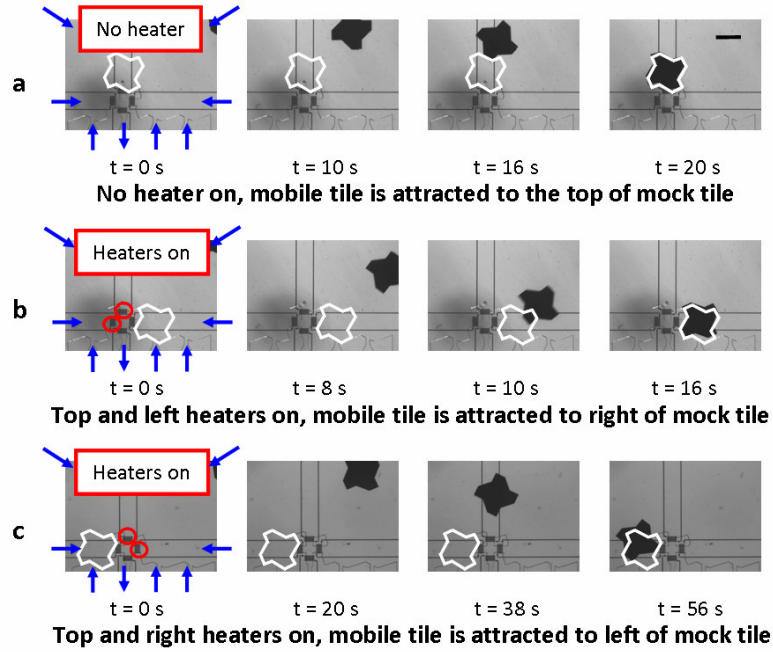 No heater
a
t = 0 s
t = 10 s
t = 16 s
t = 20 s
No heater on, mobile tile is attracted to the top of mock tile
Heaters on
b
t = 0 s
t = 8 s
t = 10 s
t = 16 s
Top and left heaters on, mobile tile is attracted to right of mock tile
Heaters on
c
t = 0 s
t = 20 s
t = 38 s
t = 56 s
Top and right heaters on, mobile tile is attracted to left of mock tile